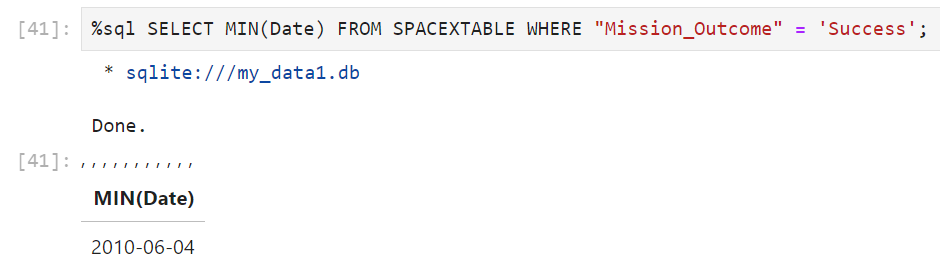 [41]: %sql SELECT MIN(Date) FROM SPACEXTABLE WHERE "Mission_Outcome" = 'Success';
* sqlite:///my_data1.db
Done.
[41]: ,,,,,,,,,,,
MIN(Date)
2010-06-04